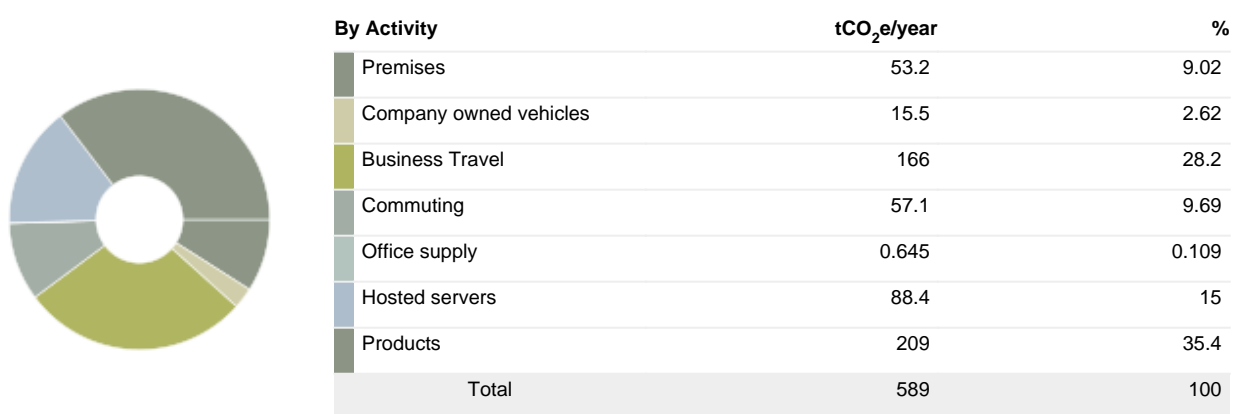 By Activity tCO2e/year %
Premises 53.2 9.02
Company owned vehicles 15.5 2.62
Business Travel 166 28.2
Commuting 57.1 9.69
Office supply 0.645 0.109
Hosted servers 88.4 15
Products 209 35.4
Total 589 100